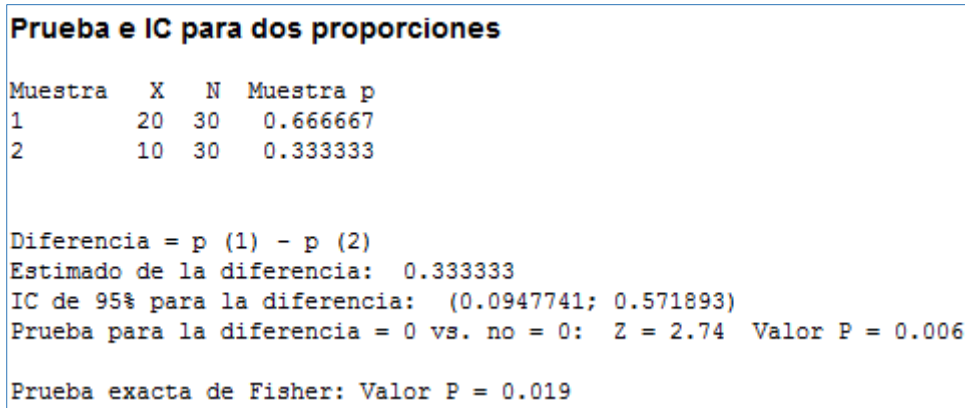 Prueba e IC para dos proporciones
Muestra X N Muestra p
1 20 30 0.666667
2 10 30 0.333333
Diferencia = p (1) - p (2)
Estimado de la diferencia: 0.333333
IC de 95% para la diferencia: (0.0947741; 0.571893)
Prueba para la diferencia = 0 vs. no = 0: Z = 2.74 Valor P = 0.006
Prueba exacta de Fisher: Valor P = 0.019